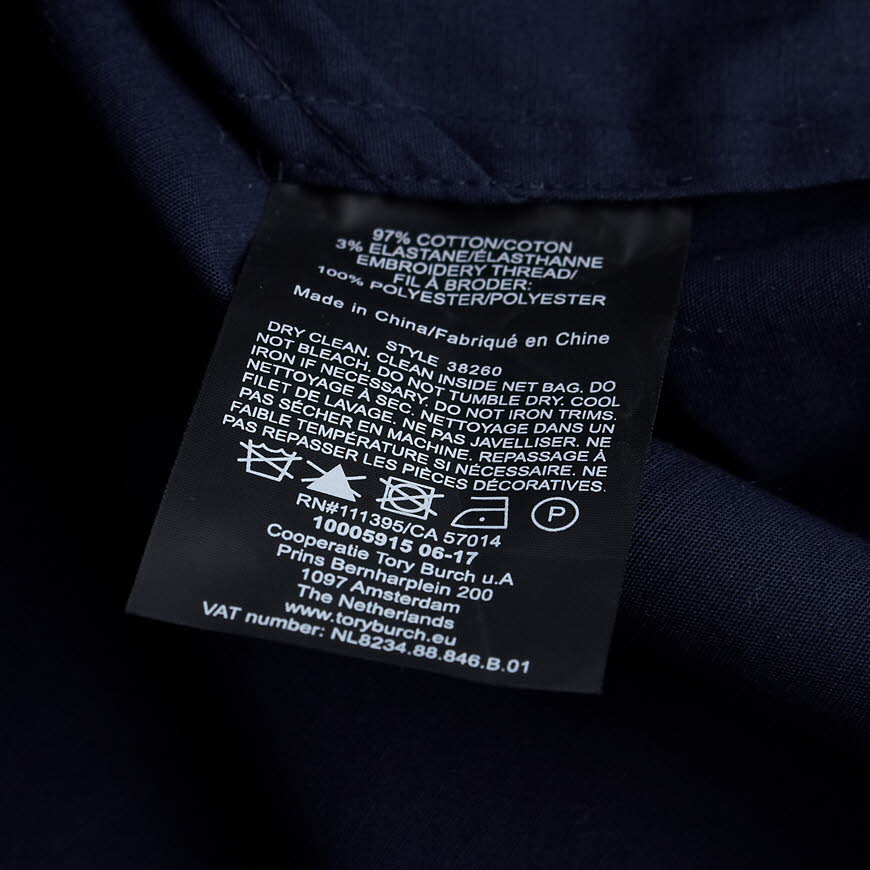 97% COTTON/COTON
3% ELASTANE/ÉLASTHANNE
EMBROIDERY THREAD/
FIL À BRODER:
100% POLYESTER/POLYESTER
Made in China/Fabriqué en Chine
STYLE 38260
DRY CLEAN. CLEAN INSIDE NET BAG. DO
NOT BLEACH. DO NOT TUMBLE DRY. COOL
IRON IF NECESSARY. DO NOT IRON TRIMS.
NETTOYAGE À SEC. NETTOYAGE DANS UN
FILET DE LAVAGE. NE PAS JAVELLISER. NE
PAS SÉCHER EN MACHINE. REPASSAGE À
FAIBLE TEMPÉRATURE SI NÉCESSAIRE. NE
PAS REPASSER LES PIÈCES DÉCORATIVES.
P
RN#111395/CA 57014
10005915 06-17
Cooperatie Tory Burch u.A
Prins Bernharplein 200
1097 Amsterdam
The Netherlands
www.toryburch.eu
VAT number: NL8234.88.846.B.01